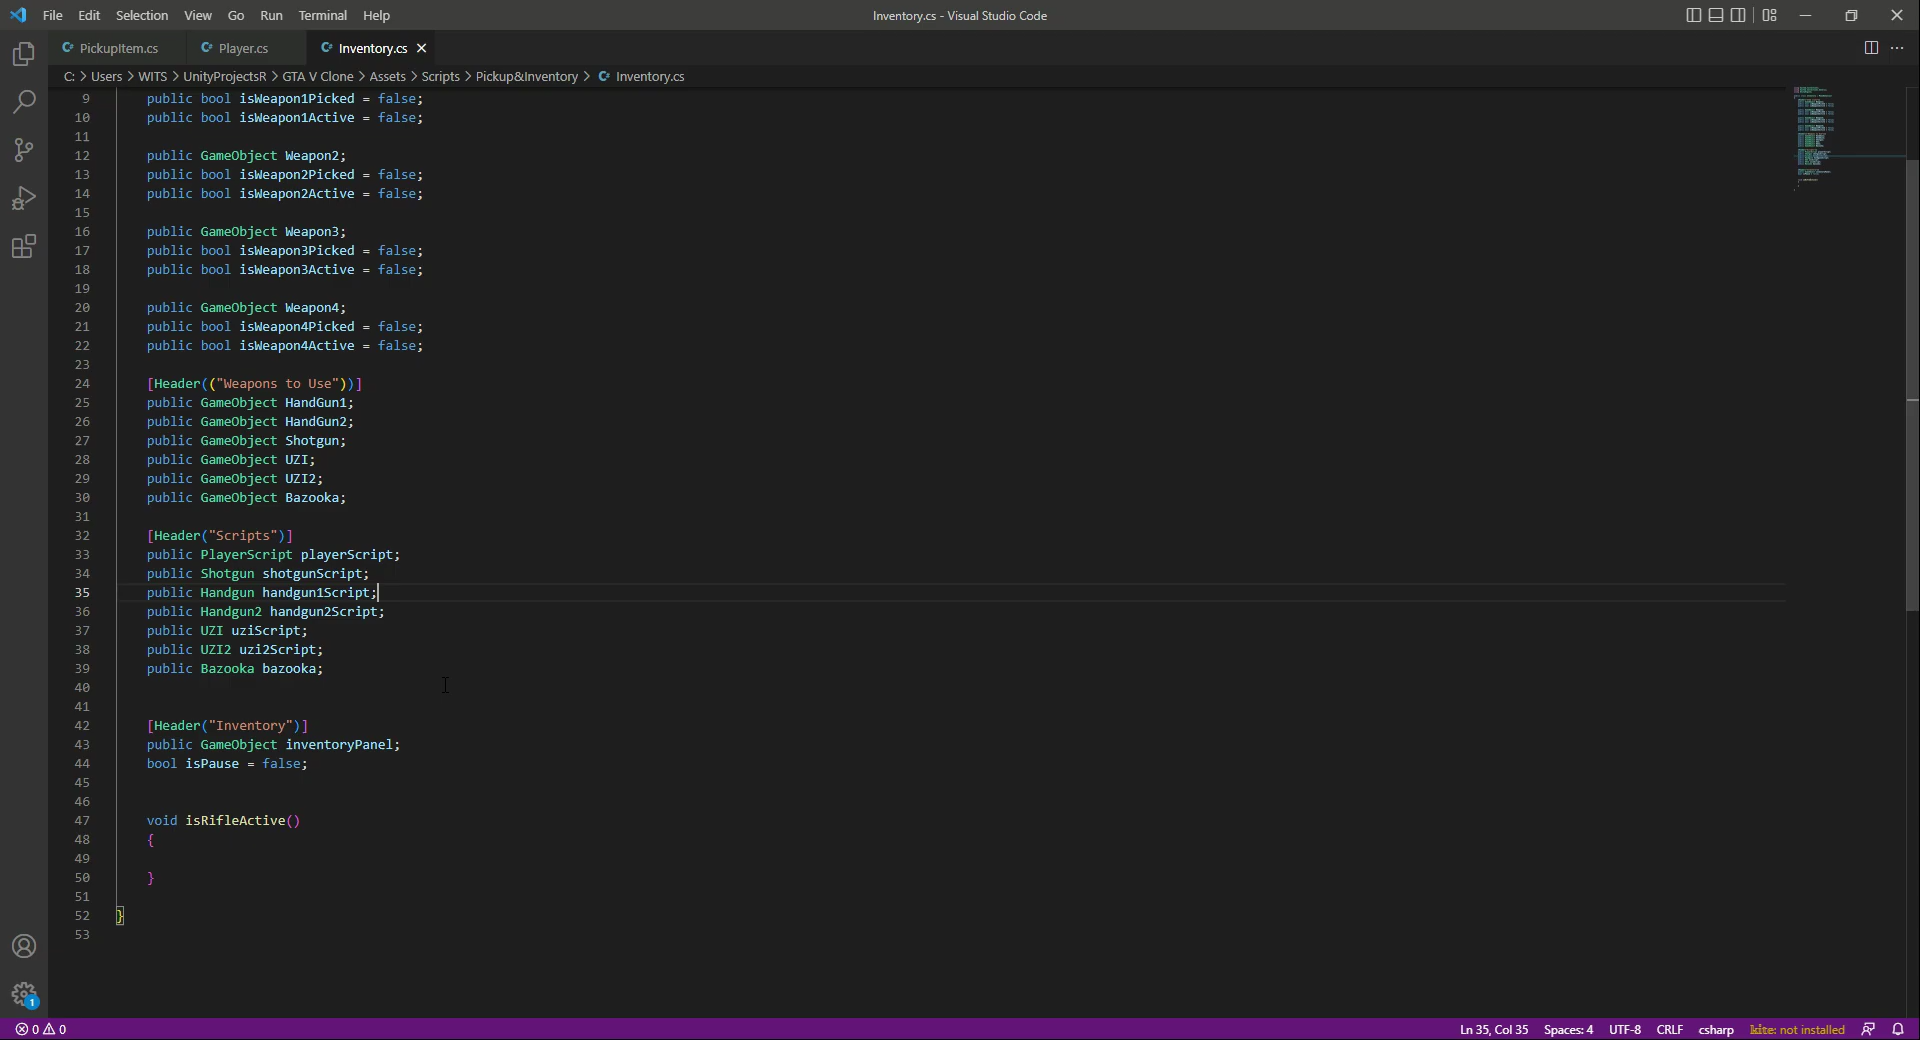 File Edit Selection View Go Run Terminal Help
Inventory.cs - Visual Studio Code
PickupItem.cs
Player.cs
Inventory.cs
C: > Users > WITS > UnityProjectsR > GTA V Clone > Assets > Scripts > Pickup&Inventory > Inventory.cs
9 public bool isWeapon1Picked = false;
10 public bool isWeapon1Active = false;
11
12 public GameObject Weapon2;
13 public bool isWeapon2Picked = false;
14 public bool isWeapon2Active = false;
15
16 public GameObject Weapon3;
17 public bool isWeapon3Picked = false;
18 public bool isWeapon3Active = false;
19
20 public GameObject Weapon4;
21 public bool isWeapon4Picked = false;
22 public bool isWeapon4Active = false;
23
24 [Header(("Weapons to Use"))]
25 public GameObject HandGun1;
26 public GameObject HandGun2;
27 public GameObject Shotgun;
28 public GameObject UZI;
29 public GameObject UZI2;
30 public GameObject Bazooka;
31
32 [Header("Scripts")]
33 public PlayerScript playerScript;
34 public Shotgun shotgunScript;
35 public Handgun handgun1Script;
36 public Handgun2 handgun2Script;
37 public UZI uziScript;
38 public UZI2 uzi2Script;
39 public Bazooka bazooka;
40
41
42 [Header("Inventory")]
43 public GameObject inventoryPanel;
44 bool isPause = false;
45
46
47 void isRifleActive()
48 {
49
50 }
51
52 }
53
1
0 0
Ln 35, Col 35 Spaces: 4 UTF-8 CRLF csharp kite: not installed